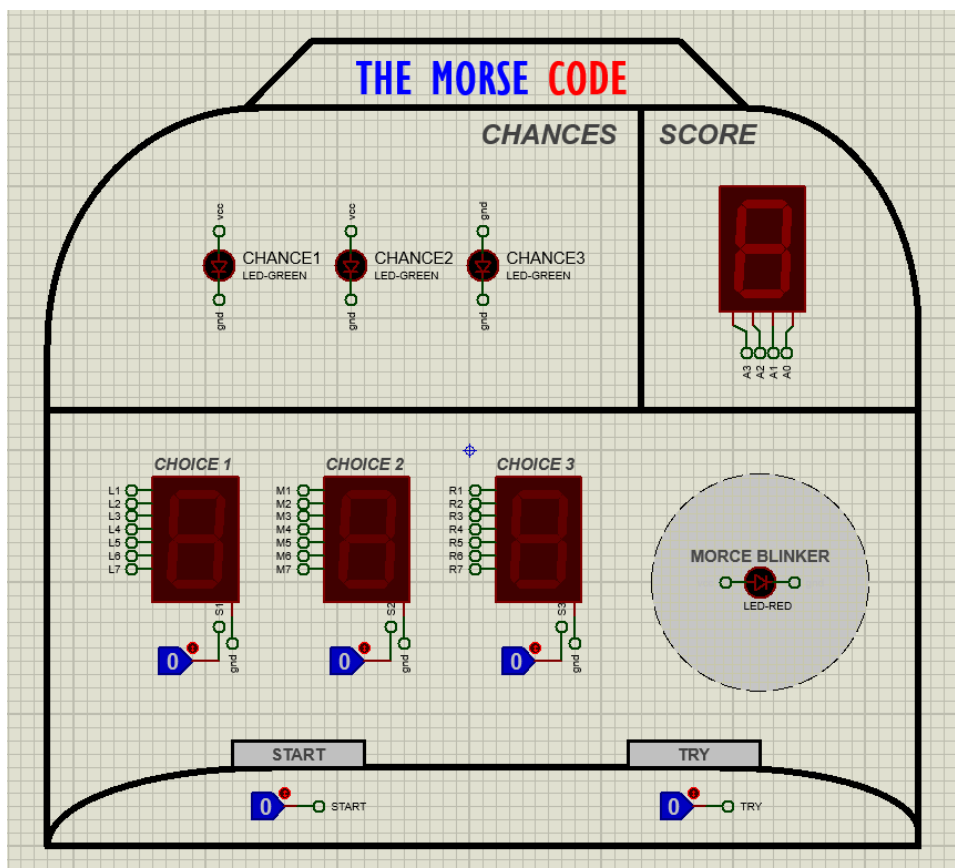 THE MORSE CODE
CHANCES
SCORE
vcc
vcc
gnd
CHANCE1
LED-GREEN
CHANCE2
LED-GREEN
CHANCE3
LED-GREEN
gnd
gnd
gnd
A3
A2
A1
A0
CHOICE 1
L1
L2
L3
L4
L5
L6
L7
S1
gnd
0
CHOICE 2
M1
M2
M3
M4
M5
M6
M7
S2
gnd
0
CHOICE 3
R1
R2
R3
R4
R5
R6
R7
S3
gnd
0
MORCE BLINKER
LED-RED
START
TRY
0
START
0
TRY